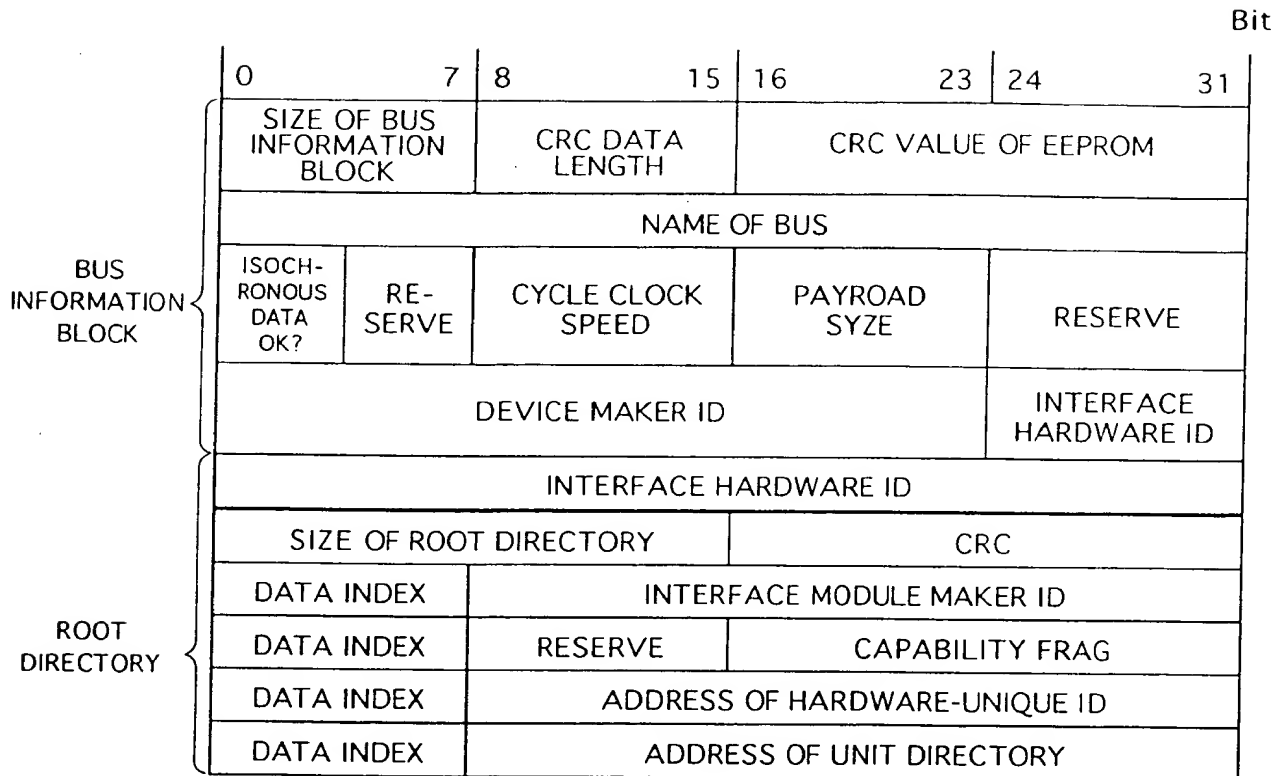 Bit
0 7 8 15 16 23 24 31
SIZE OF BUS
INFORMATION
BLOCK
CRC DATA
LENGTH
CRC VALUE OF EEPROM
NAME OF BUS
BUS
INFORMATION
BLOCK
ISOCH-
RONOUS
DATA
OK?
RE-
SERVE
CYCLE CLOCK
SPEED
PAYROAD
SYZE
RESERVE
DEVICE MAKER ID
INTERFACE
HARDWARE ID
INTERFACE HARDWARE ID
SIZE OF ROOT DIRECTORY
CRC
DATA INDEX
INTERFACE MODULE MAKER ID
ROOT
DIRECTORY
DATA INDEX
RESERVE
CAPABILITY FRAG
DATA INDEX
ADDRESS OF HARDWARE-UNIQUE ID
DATA INDEX
ADDRESS OF UNIT DIRECTORY